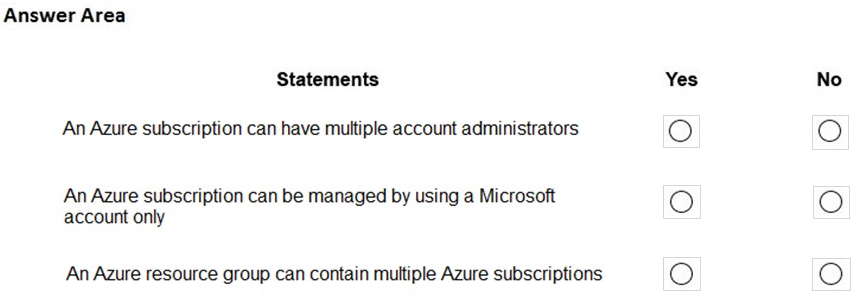 Answer Area
Statements Yes No
An Azure subscription can have multiple account administrators
An Azure subscription can be managed by using a Microsoft
account only
An Azure resource group can contain multiple Azure subscriptions